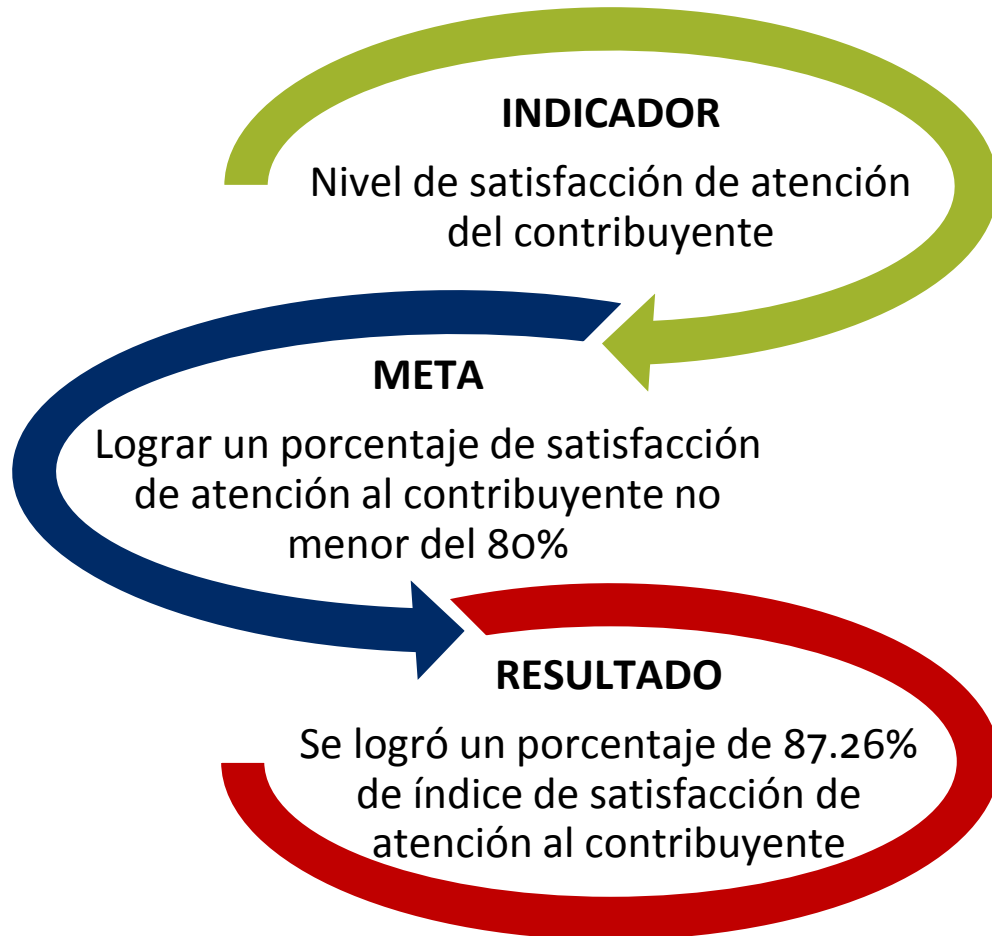 INDICADOR
Nivel de satisfacción de atención
del contribuyente
META
Lograr un porcentaje de satisfacción
de atención al contribuyente no
menor del 80%
RESULTADO
Se logró un porcentaje de 87.26%
de índice de satisfacción de
atención al contribuyente